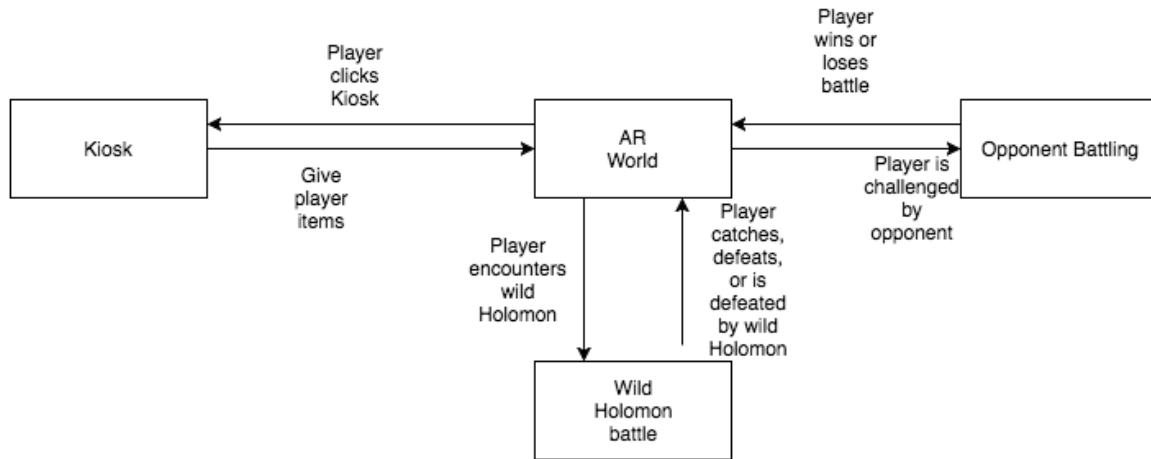 Player
clicks
Kiosk
Player
wins or
loses
battle
Kiosk
AR
World
Opponent Battling
Give
player
items
Player is
challenged
by
opponent
Player
encounters
wild
Holomon
Player
catches,
defeats,
or is
defeated
by wild
Holomon
Wild
Holomon
battle